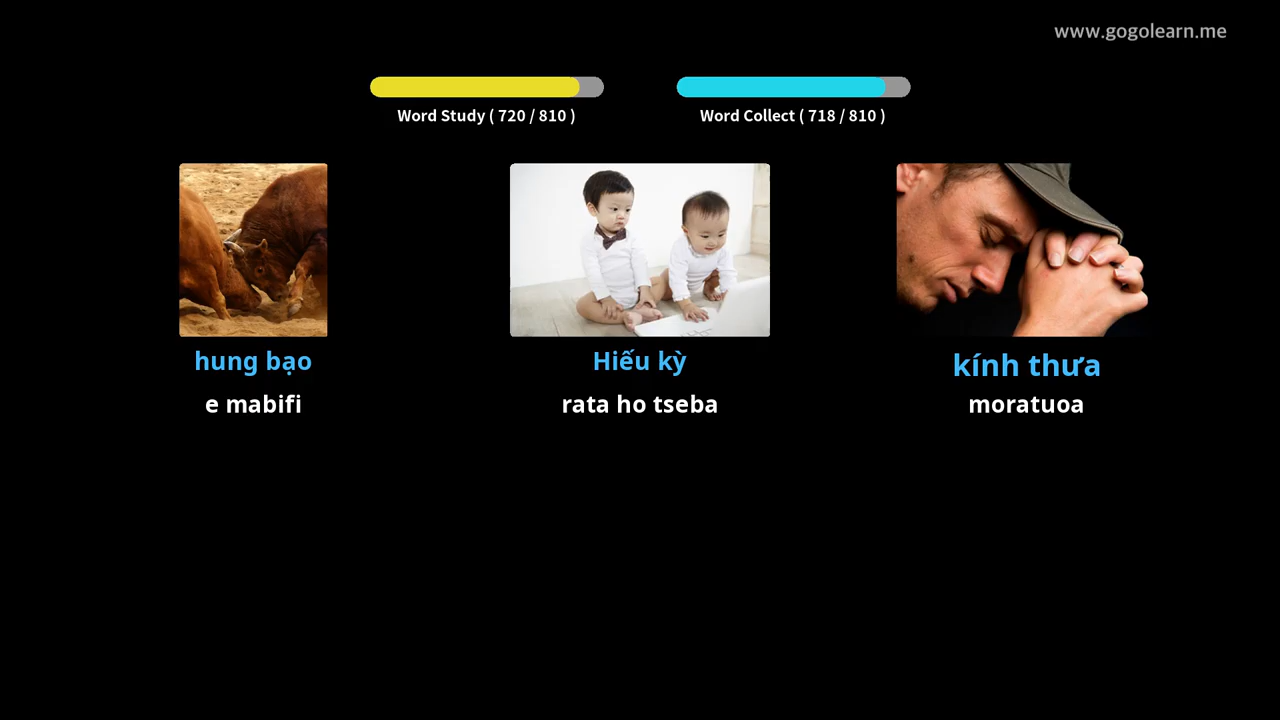 www.gogolearn.me
Word Study ( 720 / 810 )
Word Collect ( 718 / 810 )
hung bạo
Hiếu kỳ
kính thưa
e mabifi
rata ho tseba
moratuoa